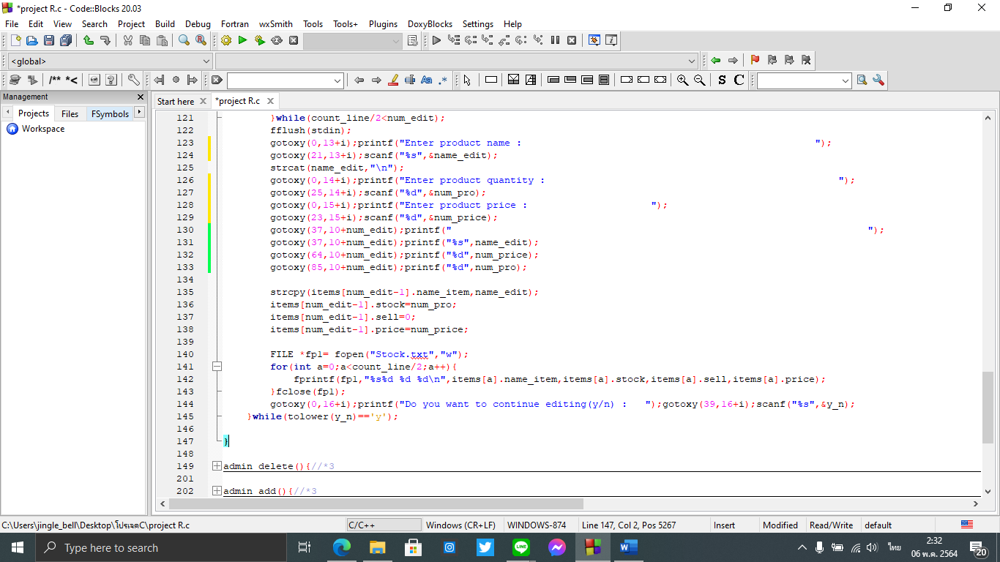 *project R.c - Code::Blocks 20.03
File Edit View Search Project Build Debug Fortran wxSmith Tools Tools+ Plugins DoxyBlocks Settings Help
<global>
/** *<
Aa .*
S C
Management
Start here *project R.c
Projects Files FSymbols
Workspace
121 }while(count_line/2<num_edit);
122 fflush(stdin);
123 gotoxy(0,13+i);printf("Enter product name : ");
124 gotoxy(21,13+i);scanf("%s",&name_edit);
125 strcat(name_edit,"\n");
126 gotoxy(0,14+i);printf("Enter product quantity : ");
127 gotoxy(25,14+i);scanf("%d",&num_pro);
128 gotoxy(0,15+i);printf("Enter product price : ");
129 gotoxy(23,15+i);scanf("%d",&num_price);
130 gotoxy(37,10+num_edit);printf(" ");
131 gotoxy(37,10+num_edit);printf("%s",name_edit);
132 gotoxy(64,10+num_edit);printf("%d",num_price);
133 gotoxy(85,10+num_edit);printf("%d",num_pro);
134
135 strcpy(items[num_edit-1].name_item,name_edit);
136 items[num_edit-1].stock=num_pro;
137 items[num_edit-1].sell=0;
138 items[num_edit-1].price=num_price;
139
140 FILE *fp1= fopen("Stock.txt","w");
141 for(int a=0;a<count_line/2;a++){
142 fprintf(fp1,"%s%d %d %d\n",items[a].name_item,items[a].stock,items[a].sell,items[a].price);
143 }fclose(fp1);
144 gotoxy(0,16+i);printf("Do you want to continue editing(y/n) : ");gotoxy(39,16+i);scanf("%s",&y_n);
145 }while(tolower(y_n)=='y');
146
147 }
148
149 admin_delete(){//*3
201
202 admin_add(){//*3
C:\Users\jingle_bell\Desktop\โปรเจคC\project R.c C/C++ Windows (CR+LF) WINDOWS-874 Line 147, Col 2, Pos 5267 Insert Modified Read/Write default
Type here to search
LINE
W
ไทย
2:32
06 พ.ค. 2564
20